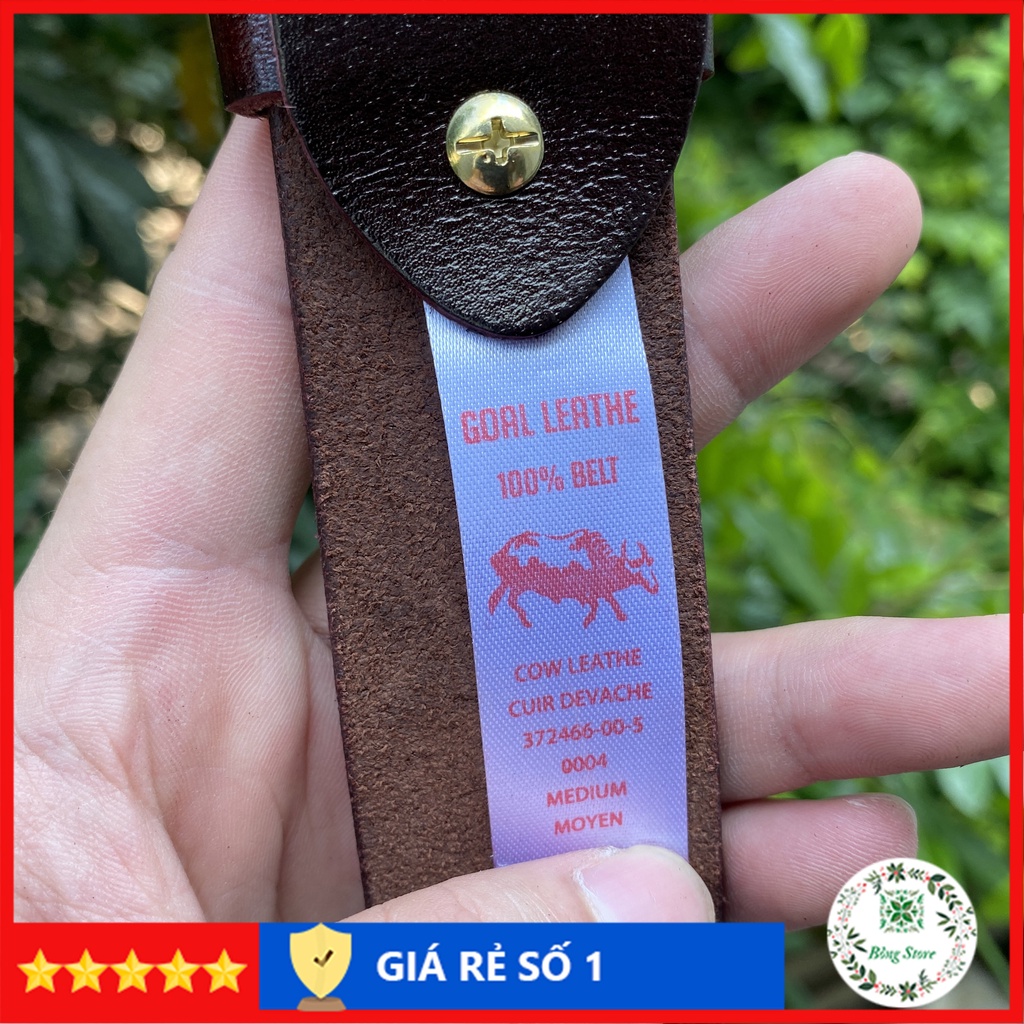 GOAL LEATHE
100% BELT
COW LEATHE
CUIR DEVACHE
372466-00-5
0004
MEDIUM
MOYEN
GIÁ RẺ SỐ 1
Bông Store